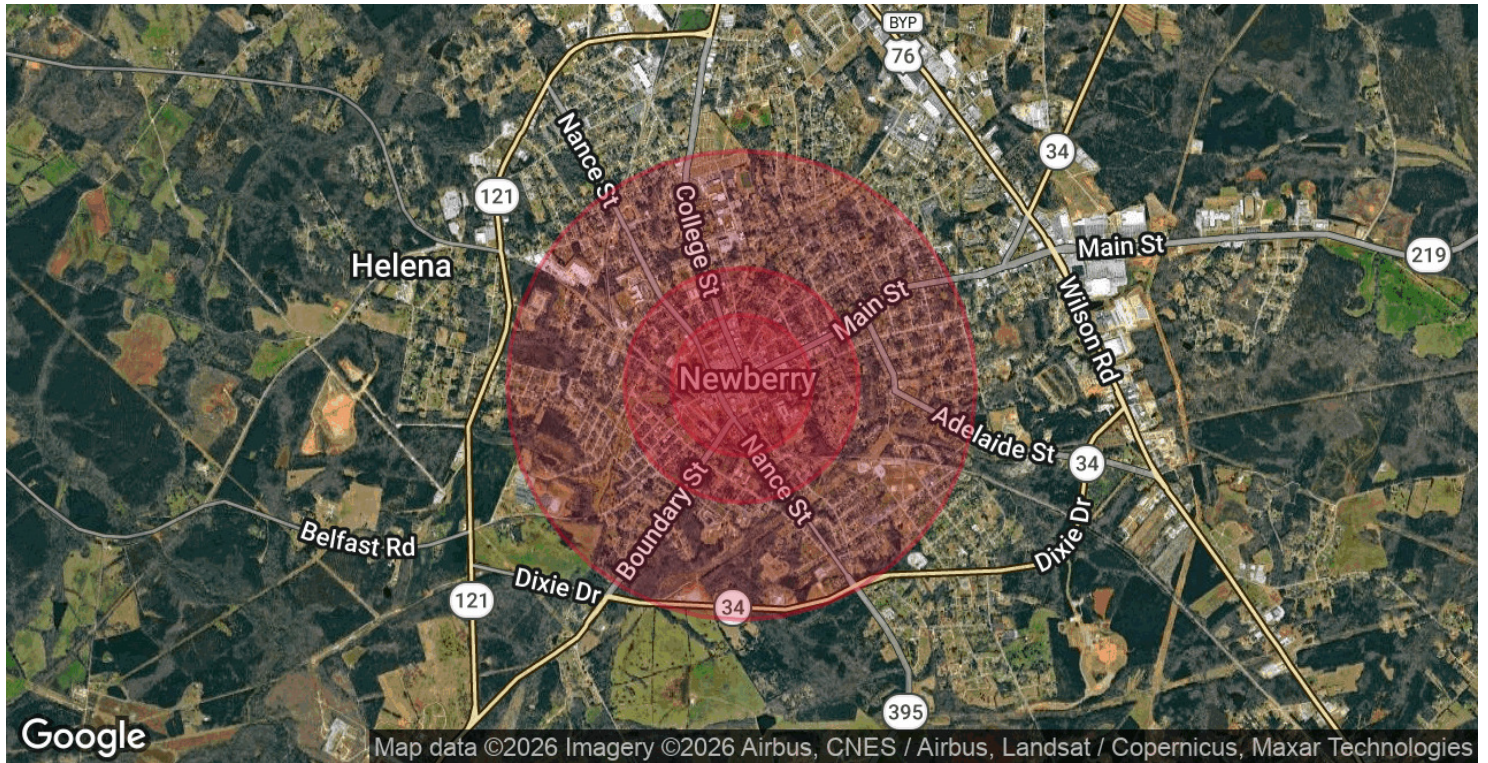 BYP
76
Nance St
121
College St
34
Helena
Main St
219
Main St
Wilson Rd
Newberry
Adelaide St
34
Nance St
Boundary St
Belfast Rd
Dixie Dr
Dixie Dr
121
34
395
Google
Map data ©2026 Imagery ©2026 Airbus, CNES / Airbus, Landsat / Copernicus, Maxar Technologies